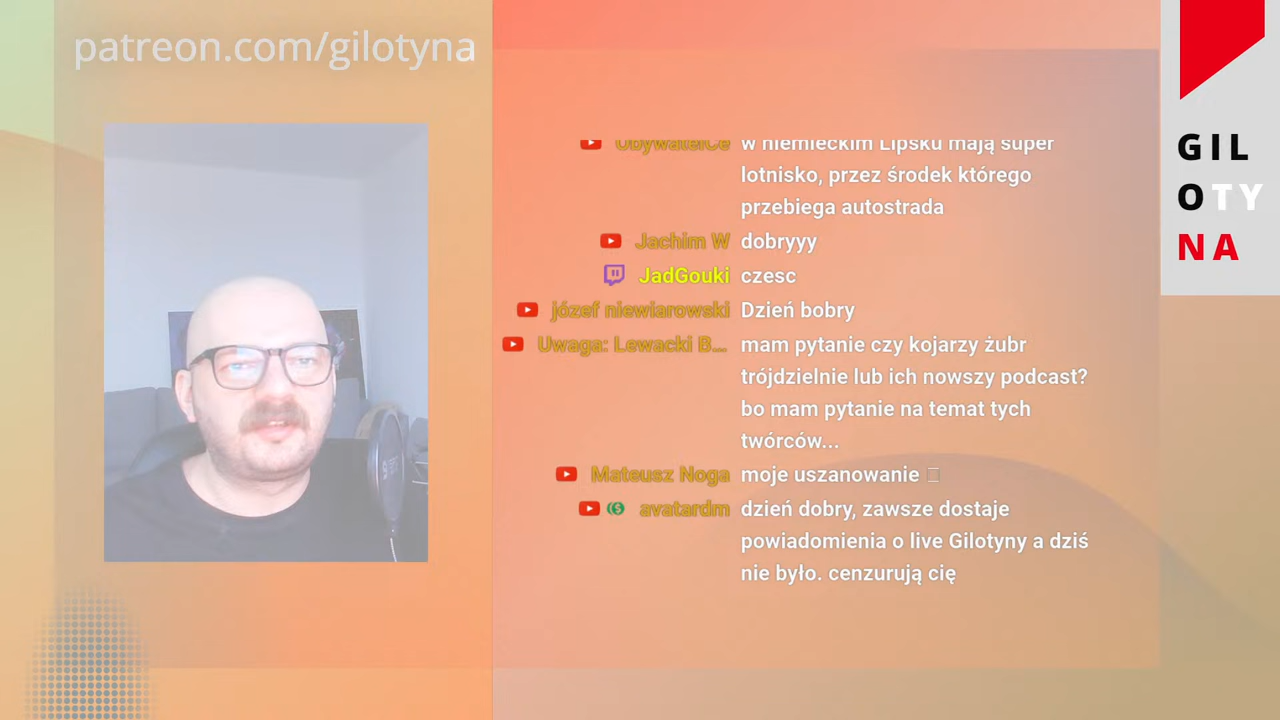 patreon.com/gilotyna
GIL
OTY
NA
w niemieckim Lipsku mają super
lotnisko, przez środek którego
przebiega autostrada
Jachim W dobryyy
JadGouki czesc
józef niewiarowski Dzień bobry
Uwaga: Lewacki B... mam pytanie czy kojarzy żubr
trójdzielnie lub ich nowszy podcast?
bo mam pytanie na temat tych
twórców...
Mateusz Noga moje uszanowanie
avatardm dzień dobry, zawsze dostaje
powiadomienia o live Gilotyny a dziś
nie było. cenzurują cię